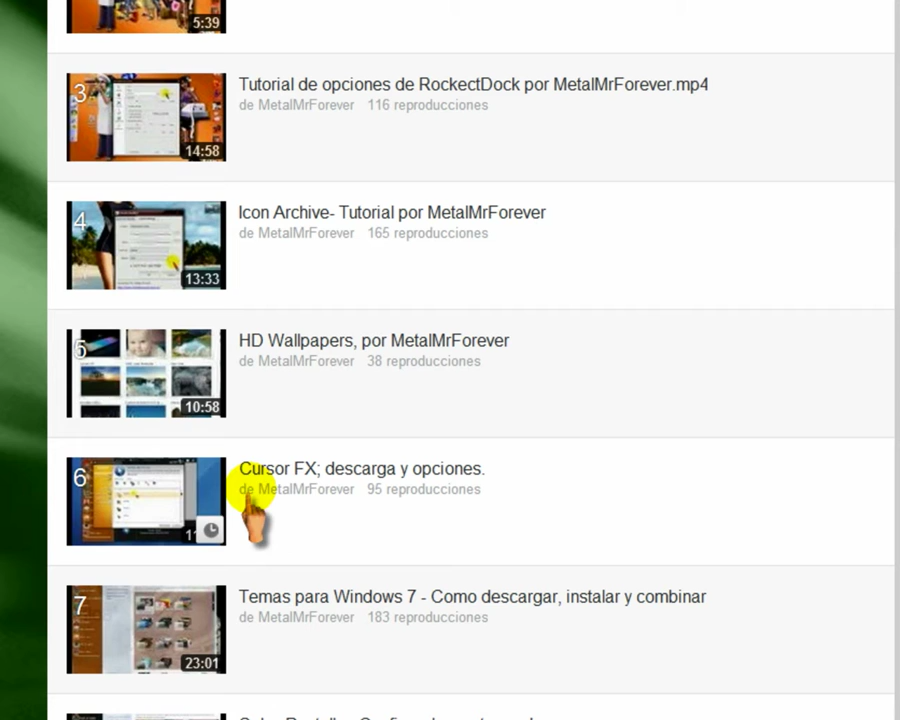 5:39
3
14:58
Tutorial de opciones de RockectDock por MetalMrForever.mp4
de MetalMrForever 116 reproducciones
4
13:33
Icon Archive- Tutorial por MetalMrForever
de MetalMrForever 165 reproducciones
5
10:58
HD Wallpapers, por MetalMrForever
de MetalMrForever 38 reproducciones
6
Cursor FX; descarga y opciones.
de MetalMrForever 95 reproducciones
7
23:01
Temas para Windows 7 - Como descargar, instalar y combinar
de MetalMrForever 183 reproducciones